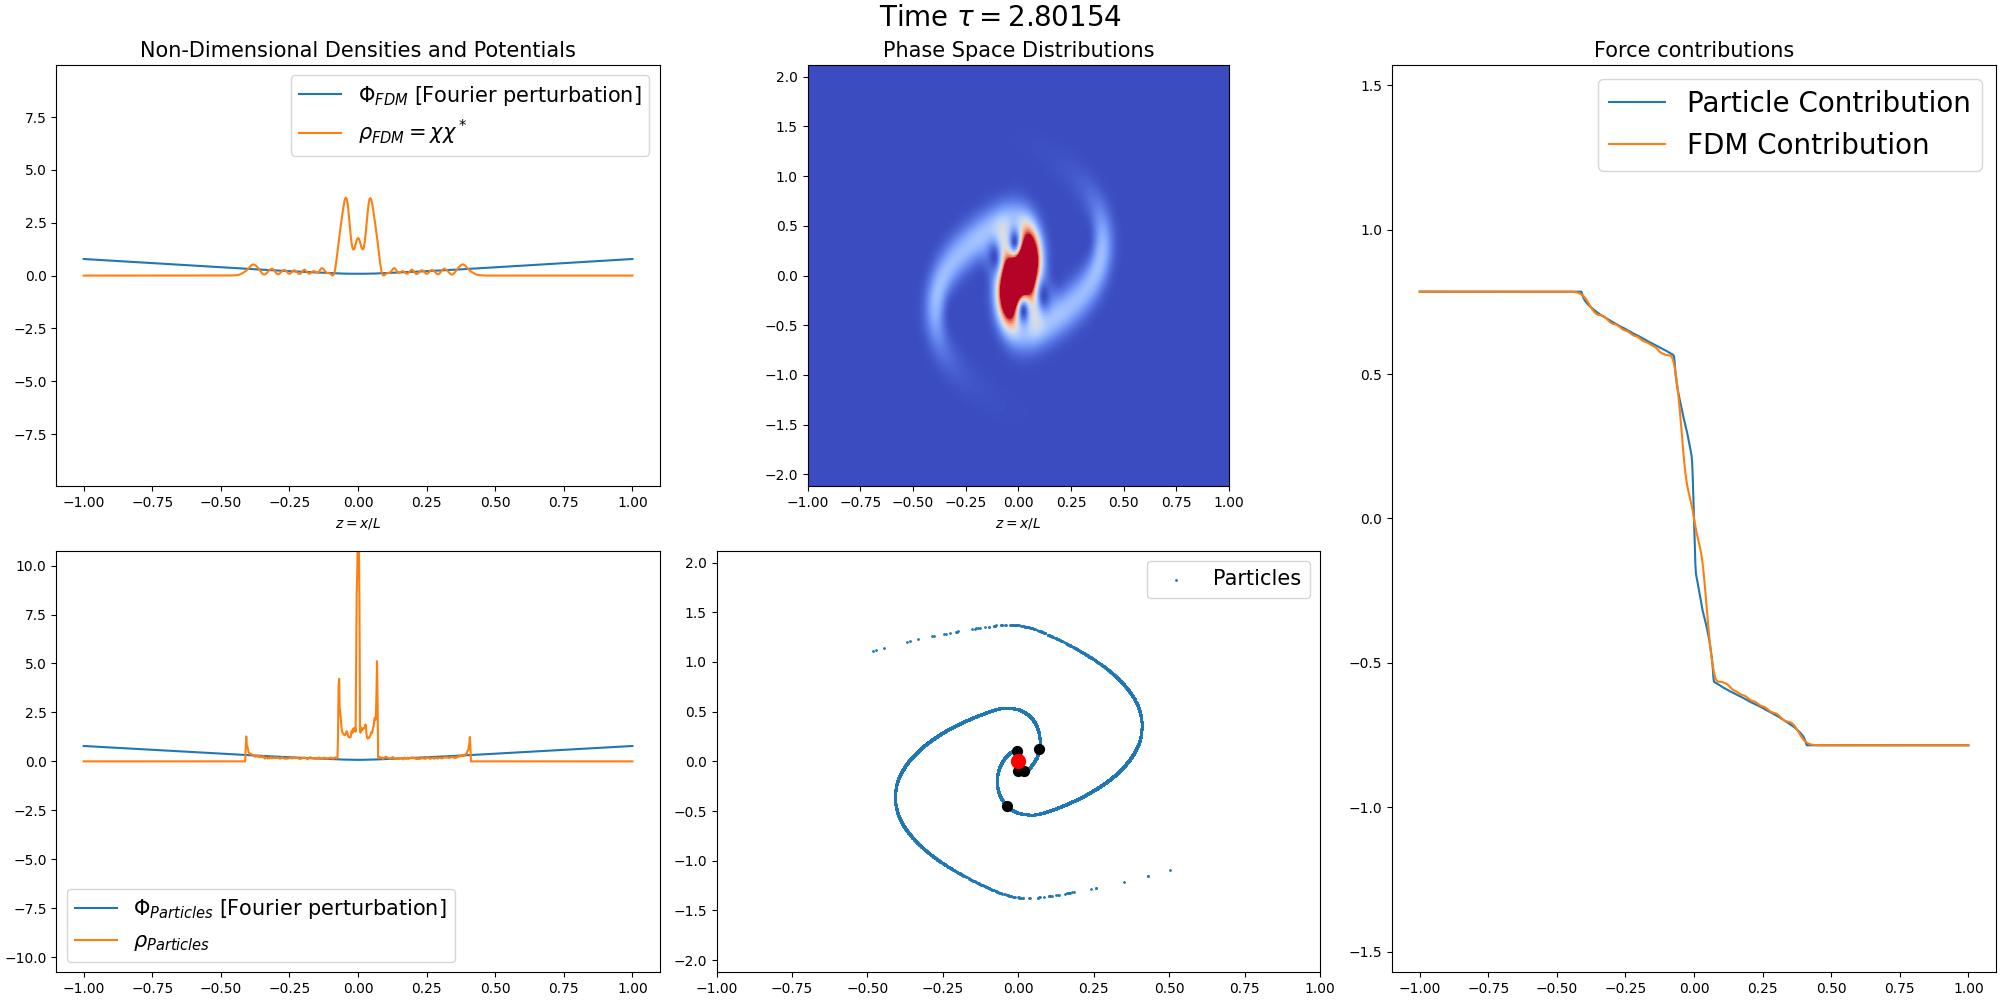 Time τ = 2.80154
Non-Dimensional Densities and Potentials
Φ_FDM [Fourier perturbation]
ρ_FDM = χχ*
7.5
5.0
2.5
0.0
−2.5
−5.0
−7.5
−1.00 −0.75 −0.50 −0.25 0.00 0.25 0.50 0.75 1.00
z = x/L
Phase Space Distributions
2.0
1.5
1.0
0.5
0.0
−0.5
−1.0
−1.5
−2.0
−1.00 −0.75 −0.50 −0.25 0.00 0.25 0.50 0.75 1.00
z = x/L
Force contributions
Particle Contribution
FDM Contribution
1.5
1.0
0.5
0.0
−0.5
−1.0
−1.5
−1.00 −0.75 −0.50 −0.25 0.00 0.25 0.50 0.75 1.00
10.0
7.5
5.0
2.5
0.0
−2.5
−5.0
−7.5
−10.0
Φ_Particles [Fourier perturbation]
ρ_Particles
−1.00 −0.75 −0.50 −0.25 0.00 0.25 0.50 0.75 1.00
Particles
2.0
1.5
1.0
0.5
0.0
−0.5
−1.0
−1.5
−2.0
−1.00 −0.75 −0.50 −0.25 0.00 0.25 0.50 0.75 1.00